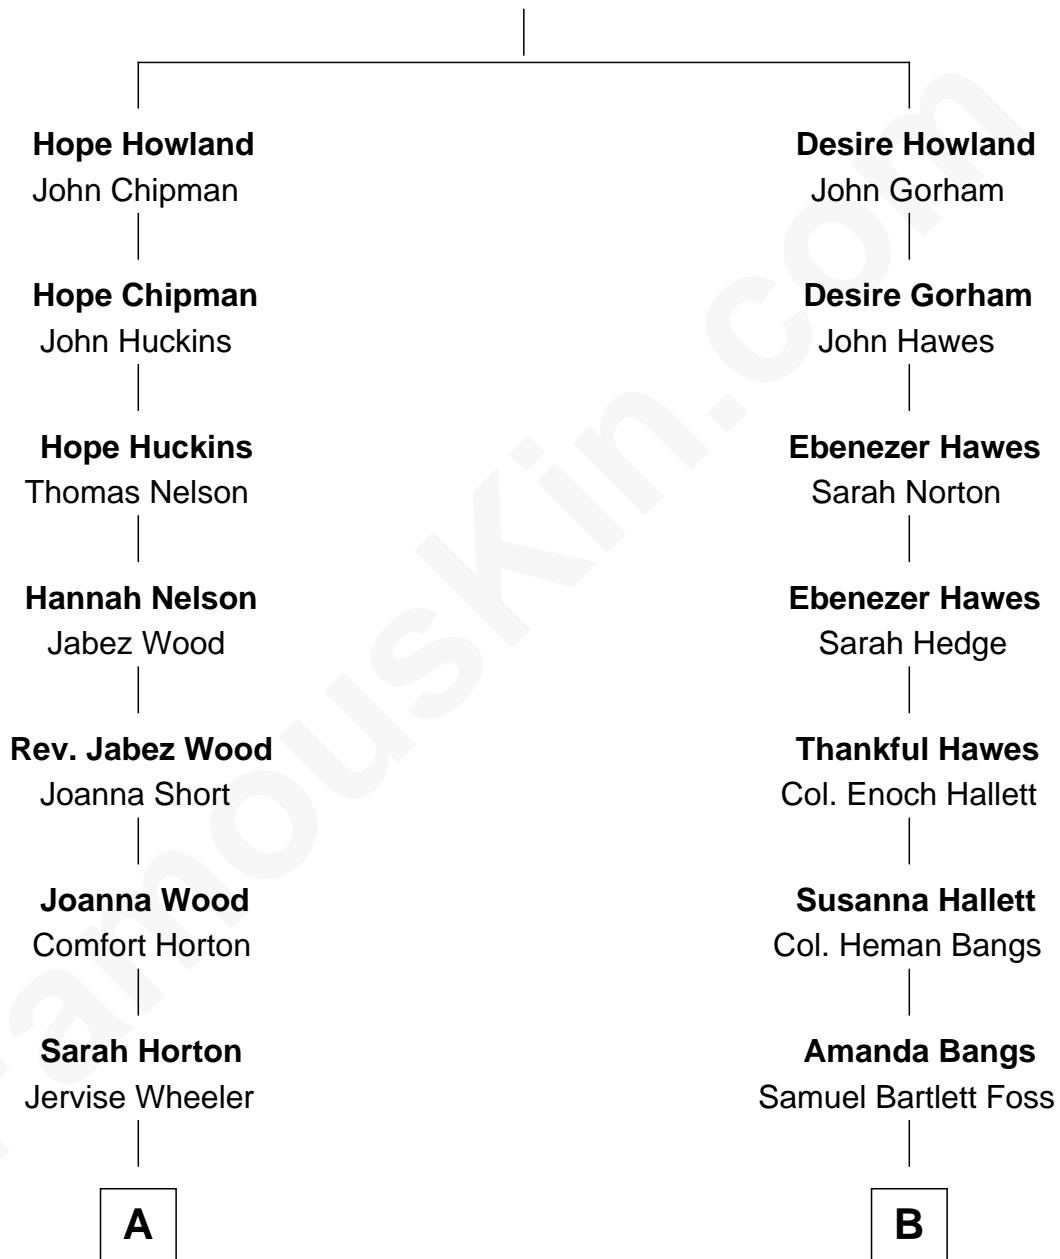 Hope Howland
John Chipman
Hope Chipman
John Huckins
Hope Huckins
Thomas Nelson
Hannah Nelson
Jabez Wood
Rev. Jabez Wood
Joanna Short
Joanna Wood
Comfort Horton
Sarah Horton
Jervise Wheeler
A
Desire Howland
John Gorham
Desire Gorham
John Hawes
Ebenezer Hawes
Sarah Norton
Ebenezer Hawes
Sarah Hedge
Thankful Hawes
Col. Enoch Hallett
Susanna Hallett
Col. Heman Bangs
Amanda Bangs
Samuel Bartlett Foss
B
FamousKin.com